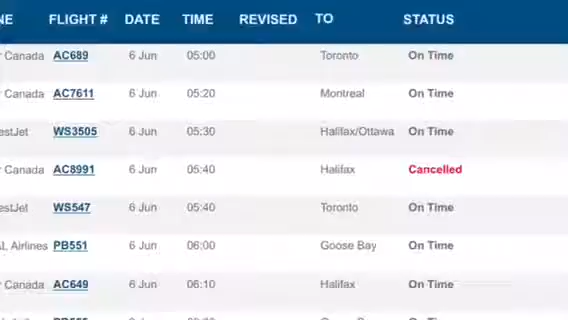 NE FLIGHT # DATE TIME REVISED TO STATUS
Canada AC689 6 Jun 05:00 Toronto On Time
Canada AC7611 6 Jun 05:20 Montreal On Time
estJet WS3505 6 Jun 05:30 Halifax/Ottawa On Time
Canada AC8991 6 Jun 05:40 Halifax Cancelled
estJet WS547 6 Jun 05:40 Toronto On Time
AL Airlines PB551 6 Jun 06:00 Goose Bay On Time
Canada AC649 6 Jun 06:10 Halifax On Time